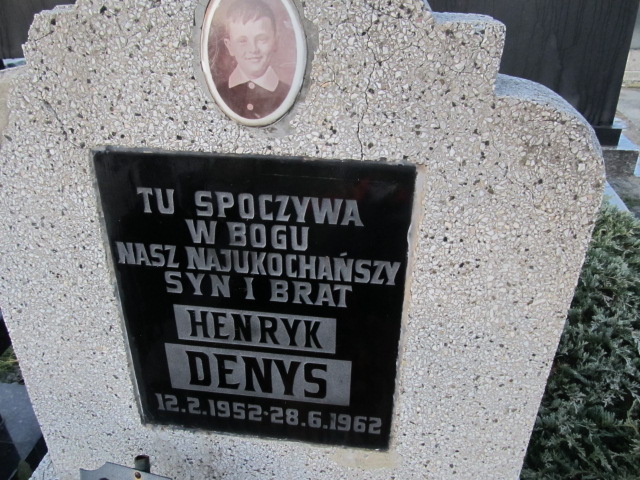 TU SPOCZYWA
W BOGU
NASZ NAJUKOCHAŃSZY
SYN I BRAT
HENRYK
DENYS
12.2.1952-28.6.1962